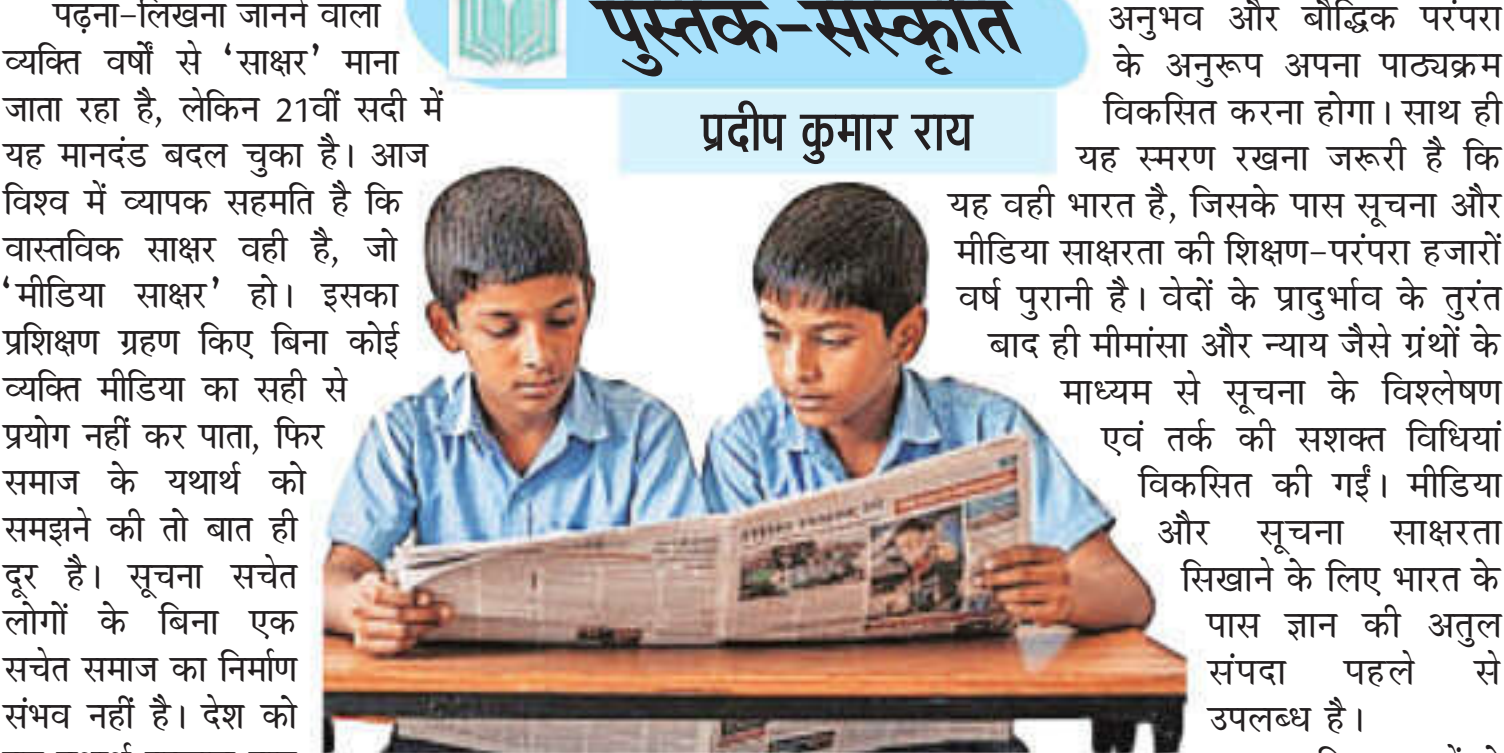 पुस्तक-संस्कृति
प्रदीप कुमार राय
पढ़ना-लिखना जानने वाला
व्यक्ति वर्षों से ‘साक्षर’ माना
जाता रहा है, लेकिन 21वीं सदी में
यह मानदंड बदल चुका है। आज
विश्व में व्यापक सहमति है कि
वास्तविक साक्षर वही है, जो
‘मीडिया साक्षर’ हो। इसका
प्रशिक्षण ग्रहण किए बिना कोई
व्यक्ति मीडिया का सही से
प्रयोग नहीं कर पाता, फिर
समाज के यथार्थ को
समझने की तो बात ही
दूर है। सूचना सचेत
लोगों के बिना एक
सचेत समाज का निर्माण
संभव नहीं है। देश को
अनुभव और बौद्धिक परंपरा
के अनुरूप अपना पाठ्यक्रम
विकसित करना होगा। साथ ही
यह स्मरण रखना जरूरी है कि
यह वही भारत है, जिसके पास सूचना और
मीडिया साक्षरता की शिक्षण-परंपरा हजारों
वर्ष पुरानी है। वेदों के प्रादुर्भाव के तुरंत
बाद ही मीमांसा और न्याय जैसे ग्रंथों के
माध्यम से सूचना के विश्लेषण
एवं तर्क की सशक्त विधियां
विकसित की गईं। मीडिया
और सूचना साक्षरता
सिखाने के लिए भारत के
पास ज्ञान की अतुल
संपदा पहले से
उपलब्ध है।